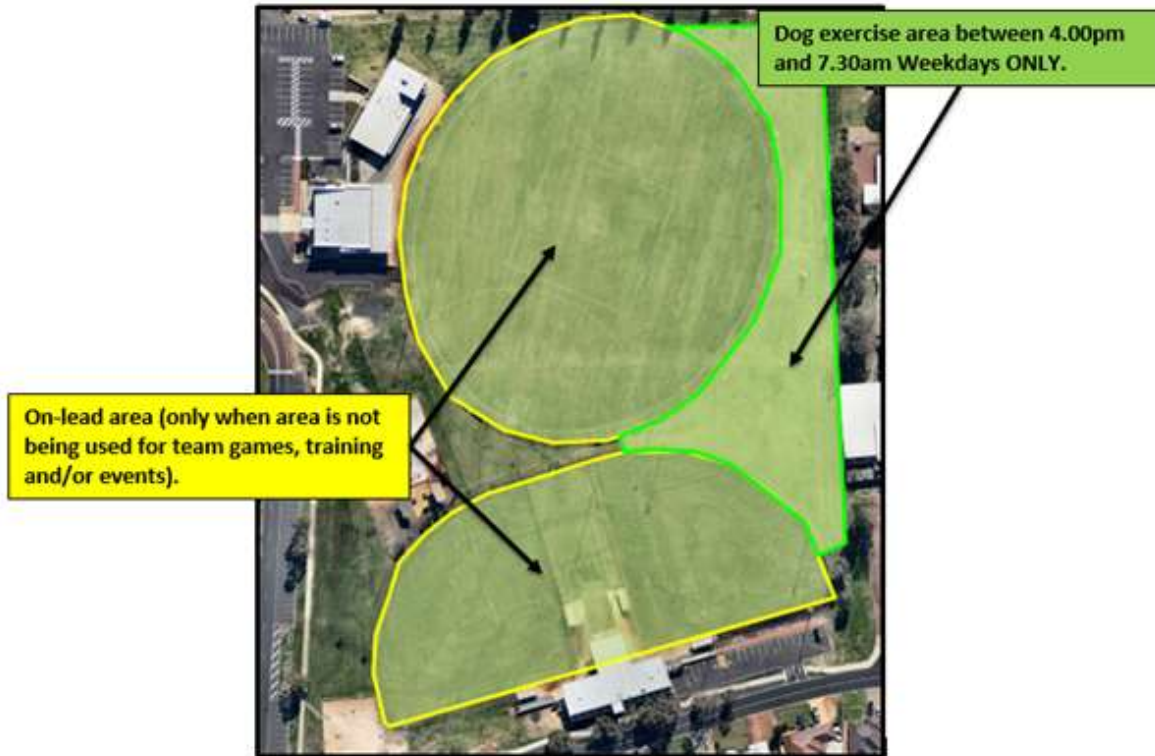 Dog exercise area between 4.00pm
and 7.30am Weekdays ONLY.
On-lead area (only when area is not
being used for team games, training
and/or events).